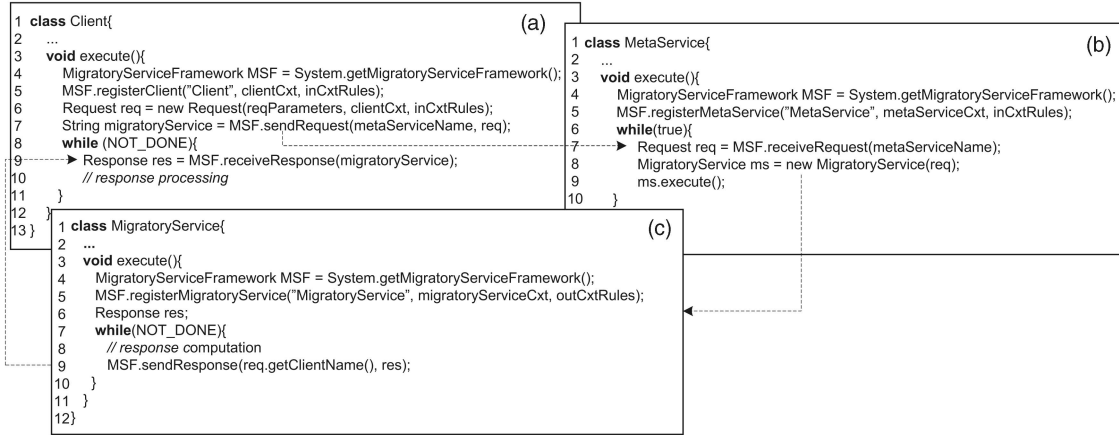 (a)
1 class Client{
2 ...
3 void execute(){
4 MigratoryServiceFramework MSF = System.getMigratoryServiceFramework();
5 MSF.registerClient("Client", clientCxt, inCxtRules);
6 Request req = new Request(reqParameters, clientCxt, inCxtRules);
7 String migratoryService = MSF.sendRequest(metaServiceName, req);
8 while (NOT_DONE){
9 Response res = MSF.receiveResponse(migratoryService);
10 // response processing
11 }
12 }
13 }
(b)
1 class MetaService{
2 ...
3 void execute(){
4 MigratoryServiceFramework MSF = System.getMigratoryServiceFramework();
5 MSF.registerMetaService("MetaService", metaServiceCxt, inCxtRules);
6 while(true){
7 Request req = MSF.receiveRequest(metaServiceName);
8 MigratoryService ms = new MigratoryService(req);
9 ms.execute();
10 }
(c)
1 class MigratoryService{
2 ...
3 void execute(){
4 MigratoryServiceFramework MSF = System.getMigratoryServiceFramework();
5 MSF.registerMigratoryService("MigratoryService", migratoryServiceCxt, outCxtRules);
6 Response res;
7 while(NOT_DONE){
8 // response computation
9 MSF.sendResponse(req.getClientName(), res);
10 }
11 }
12}